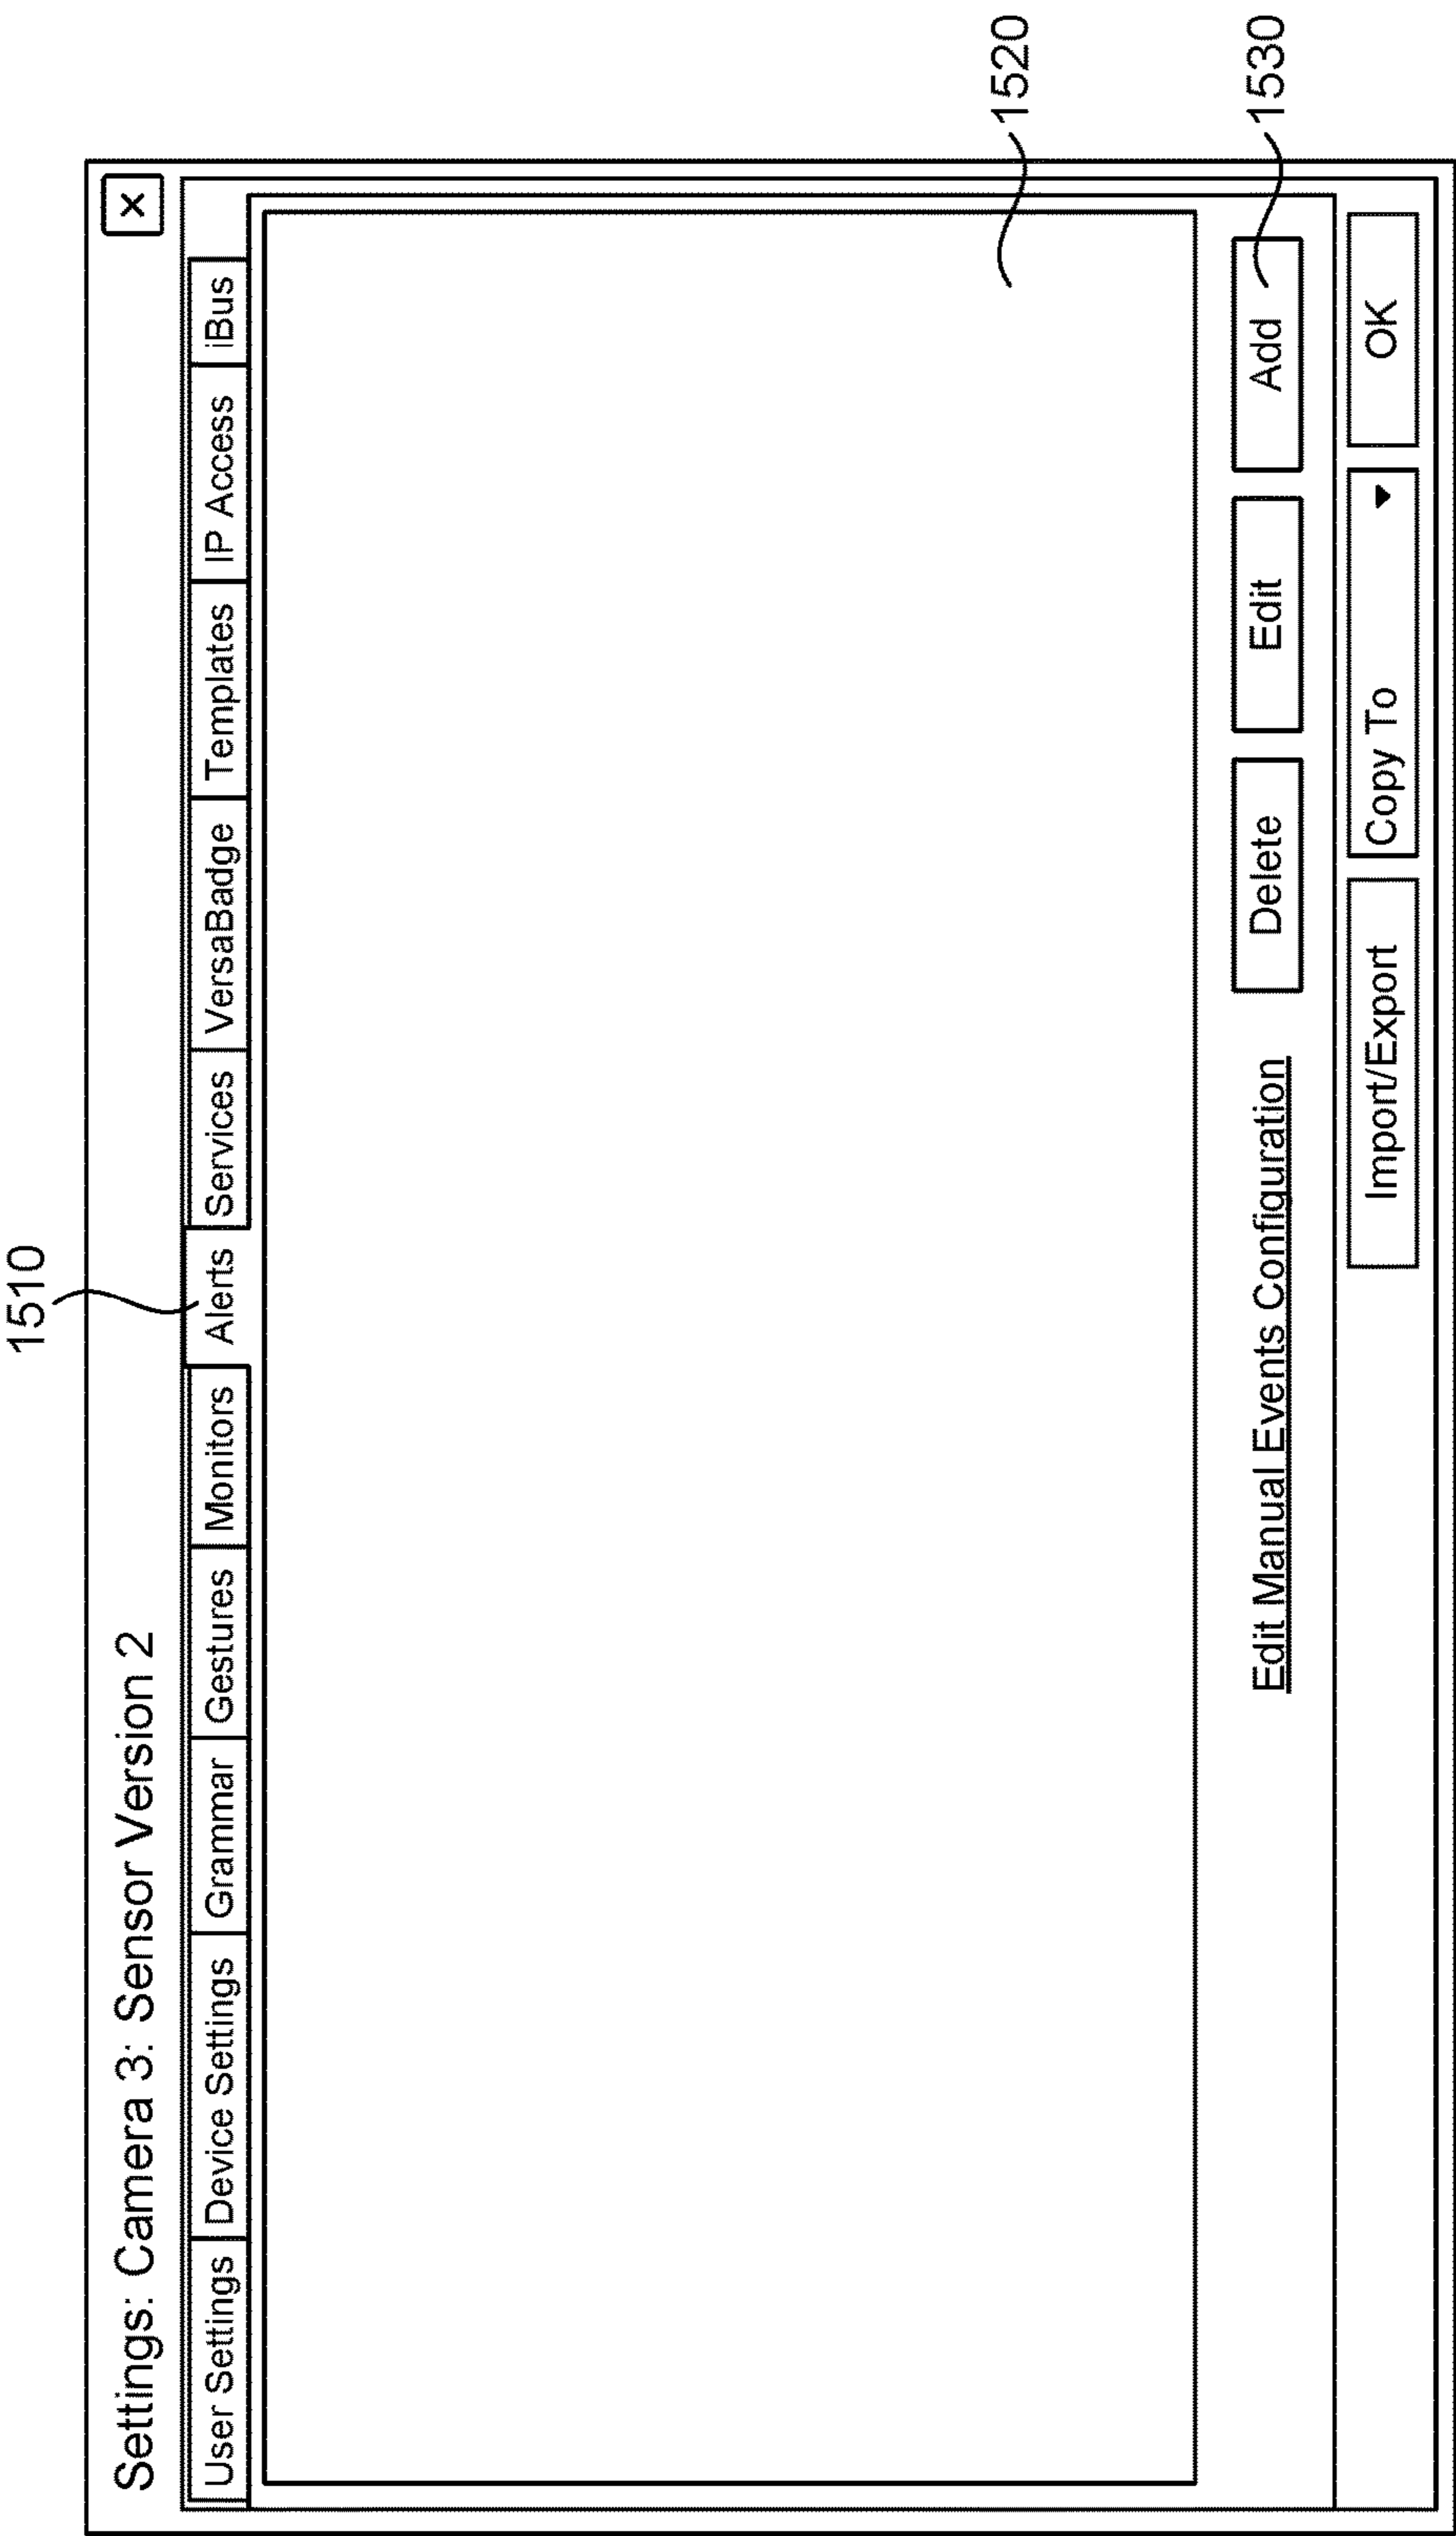 1510
Settings: Camera 3: Sensor Version 2
×
User Settings Device Settings Grammar Gestures Monitors Alerts Services VersaBadge Templates IP Access iBus
1520
Edit Manual Events Configuration Delete Edit Add
1530
Import/Export Copy To OK